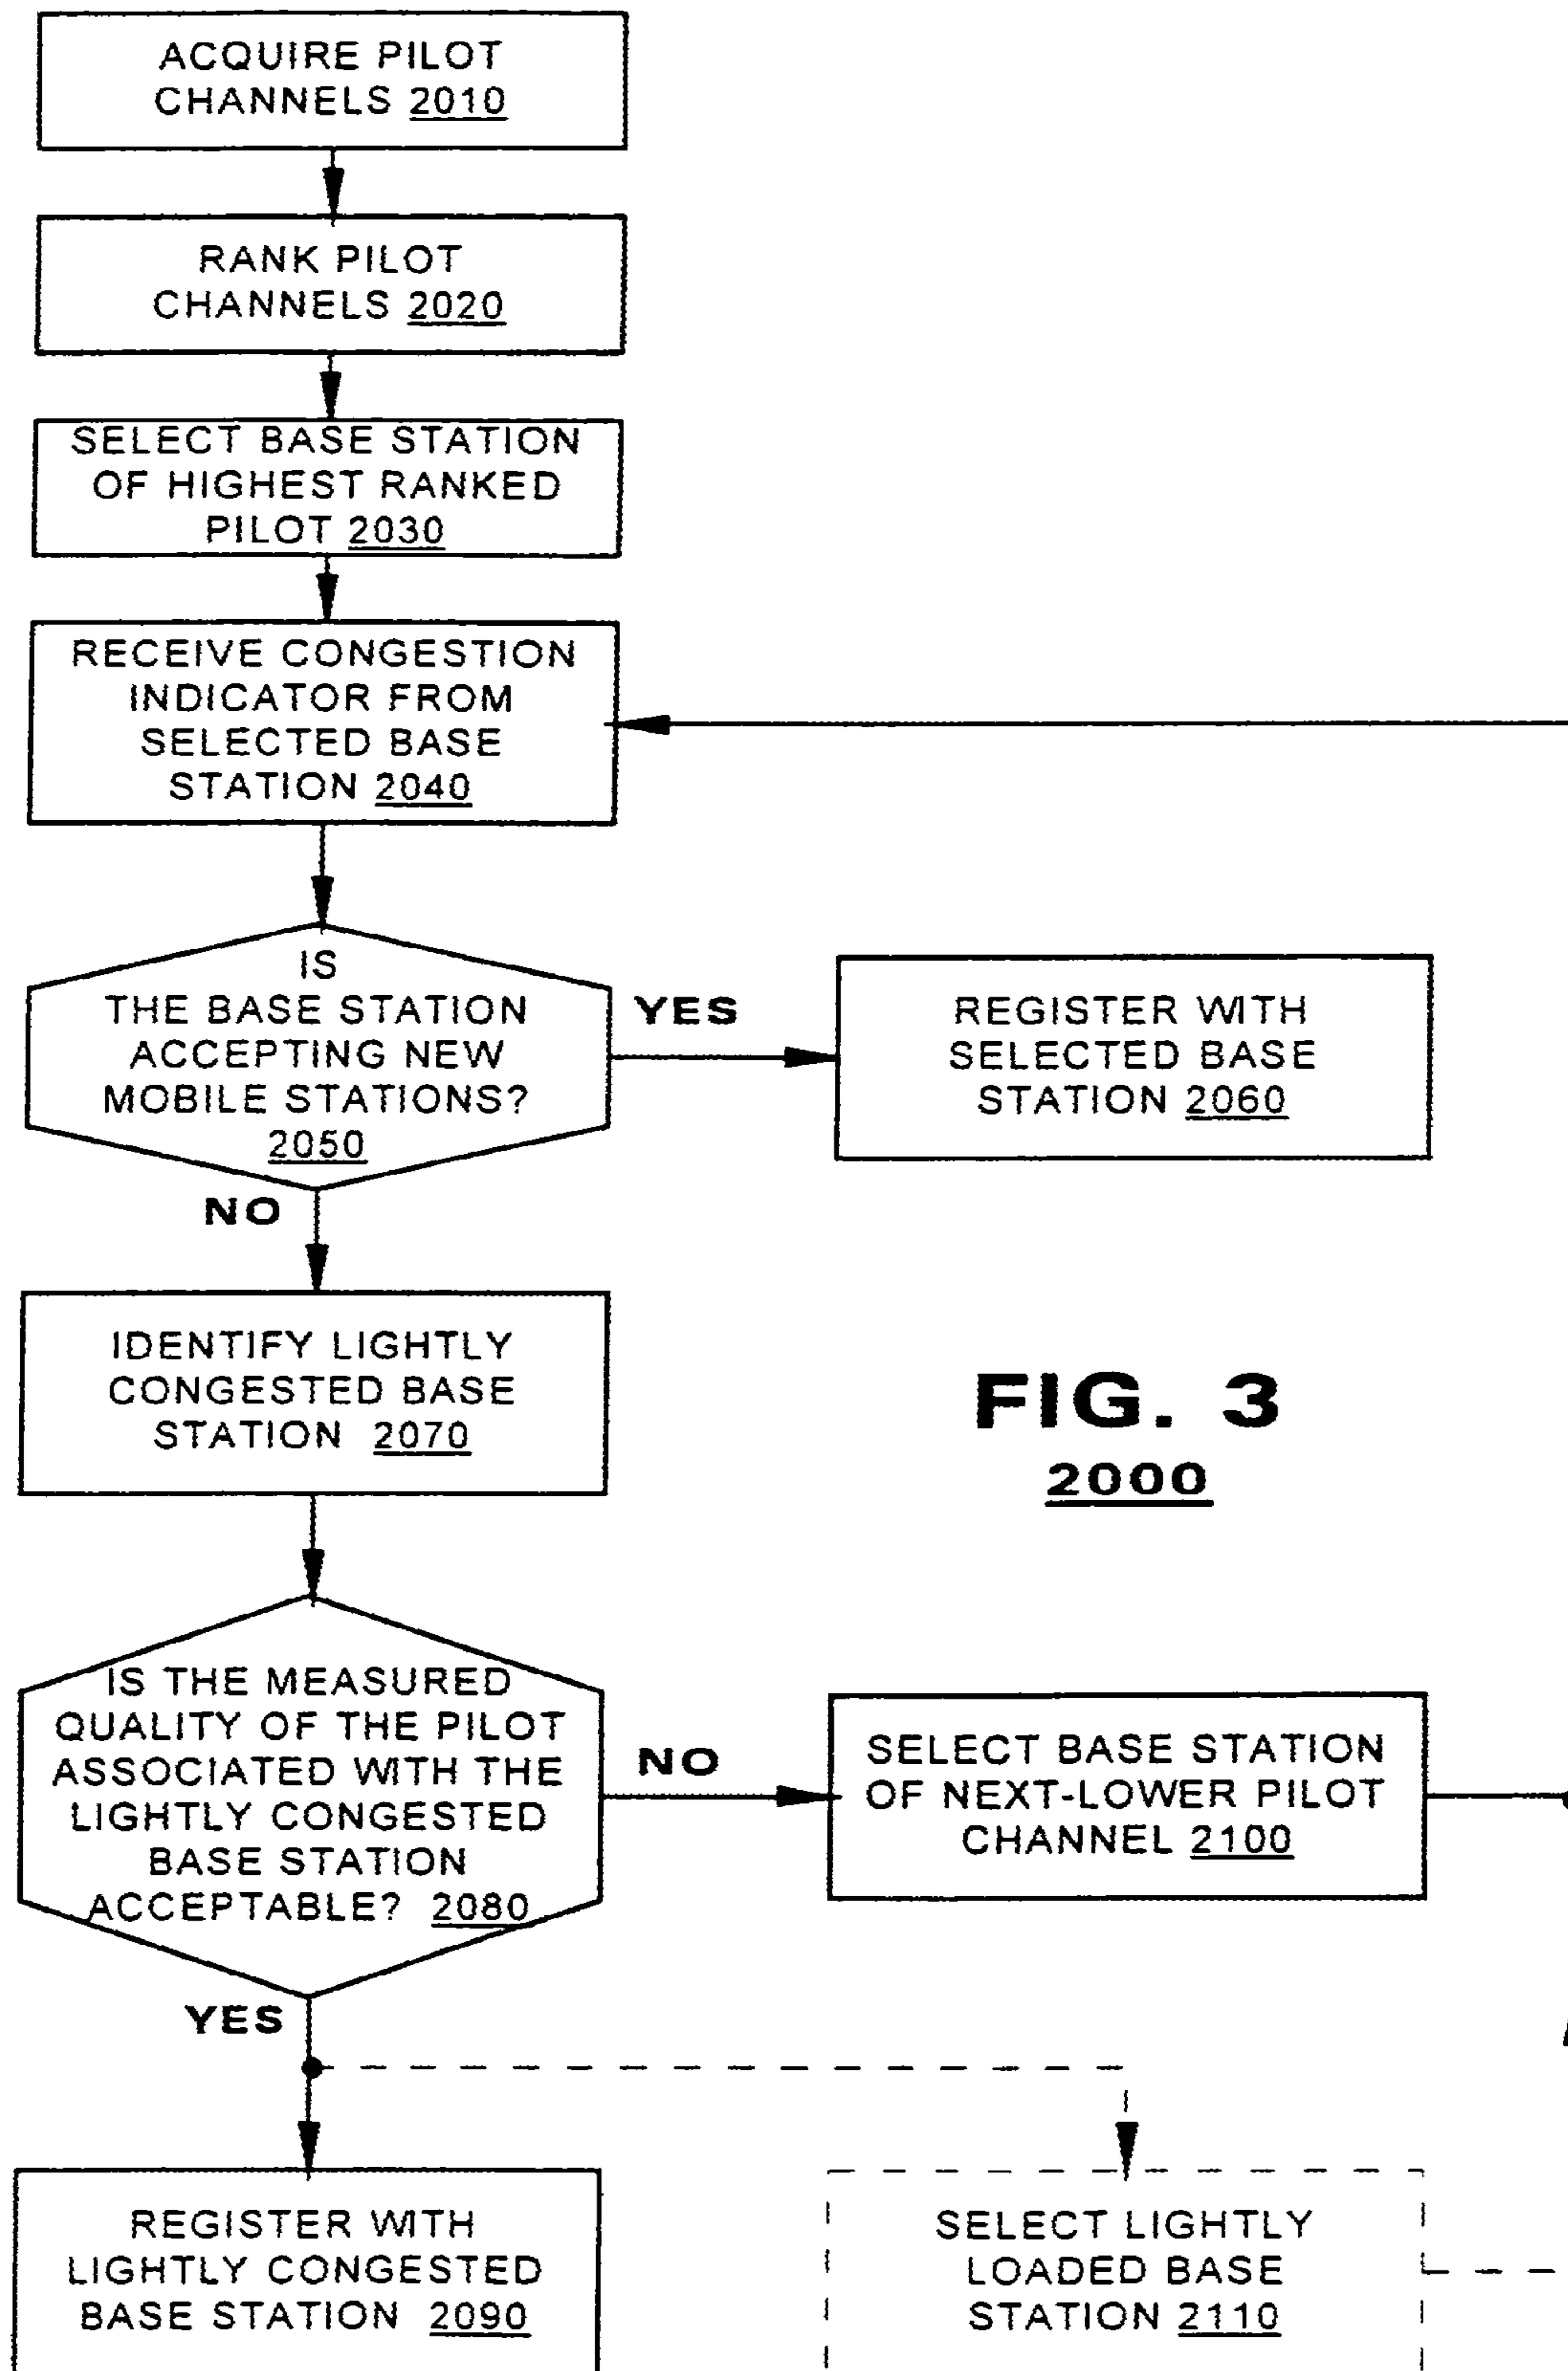 ACQUIRE PILOT
CHANNELS 2010
RANK PILOT
CHANNELS 2020
SELECT BASE STATION
OF HIGHEST RANKED
PILOT 2030
RECEIVE CONGESTION
INDICATOR FROM
SELECTED BASE
STATION 2040
IS
THE BASE STATION
ACCEPTING NEW
MOBILE STATIONS?
2050
YES
REGISTER WITH
SELECTED BASE
STATION 2060
NO
IDENTIFY LIGHTLY
CONGESTED BASE
STATION 2070
FIG. 3
2000
IS THE MEASURED
QUALITY OF THE PILOT
ASSOCIATED WITH THE
LIGHTLY CONGESTED
BASE STATION
ACCEPTABLE? 2080
NO
SELECT BASE STATION
OF NEXT-LOWER PILOT
CHANNEL 2100
YES
REGISTER WITH
LIGHTLY CONGESTED
BASE STATION 2090
SELECT LIGHTLY
LOADED BASE
STATION 2110